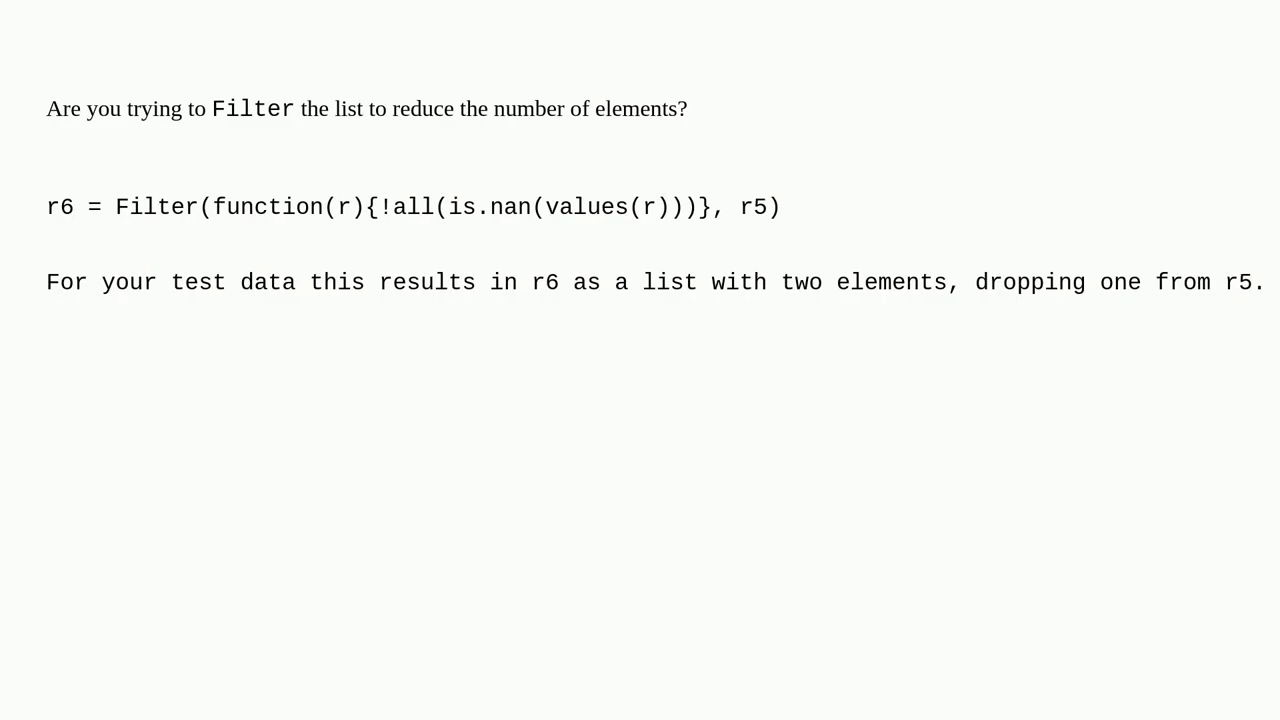 Are you trying to Filter the list to reduce the number of elements?
r6 = Filter(function(r){!all(is.nan(values(r)))}, r5)
For your test data this results in r6 as a list with two elements, dropping one from r5.